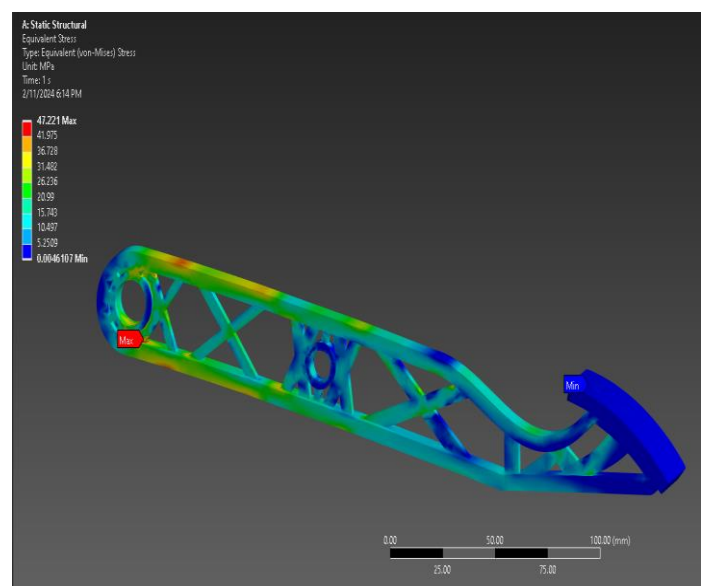 A: Static Structural
Equivalent Stress
Type: Equivalent (von-Mises) Stress
Unit: MPa
Time: 1 s
2/11/2024 6:14 PM
47.221 Max
41.975
36.728
31.482
26.236
20.99
15.743
10.497
5.2509
0.0046107 Min
Max
Min
0.00 50.00 100.00 (mm)
25.00 75.00